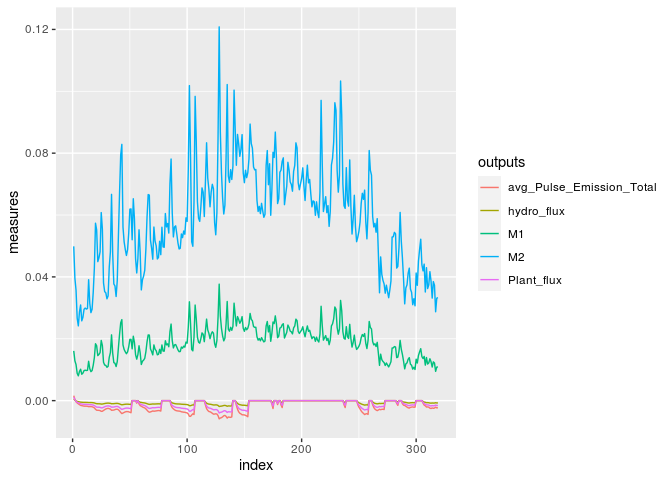 0.12
0.08
0.04
0.00
measures
0
100
200
300
index
outputs
avg_Pulse_Emission_Total
hydro_flux
M1
M2
Plant_flux